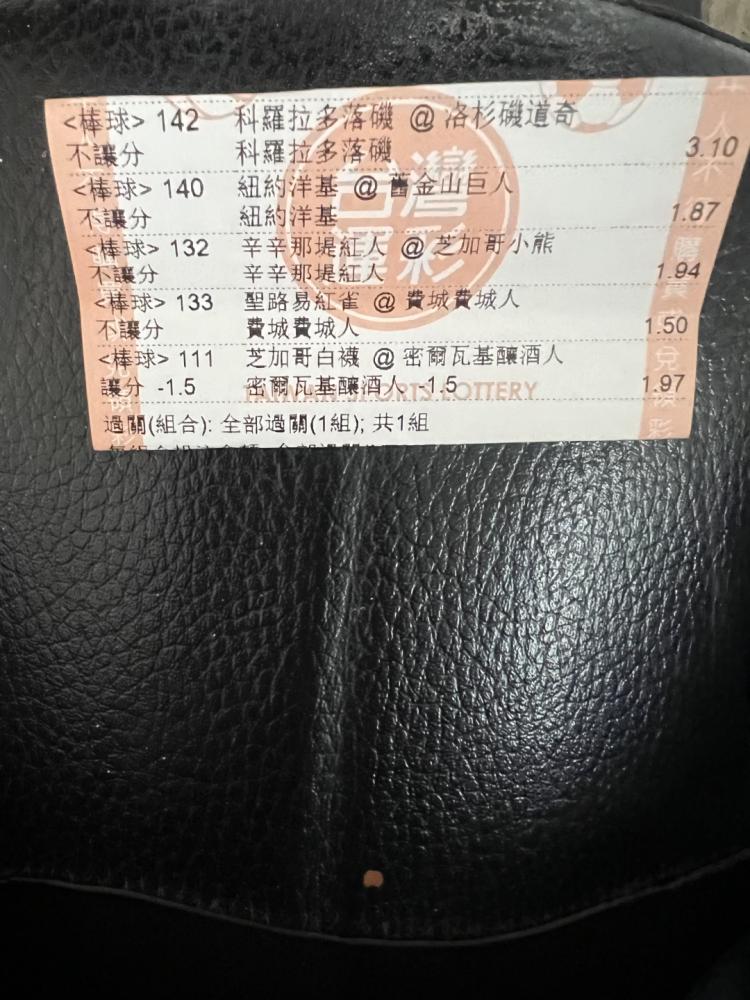 <棒球> 142 科羅拉多落磯 @ 洛杉磯道奇
不讓分 科羅拉多落磯 3.10
<棒球> 140 紐約洋基 @ 舊金山巨人
不讓分 紐約洋基 1.87
<棒球> 132 辛辛那堤紅人 @ 芝加哥小熊
不讓分 辛辛那堤紅人 1.94
<棒球> 133 聖路易紅雀 @ 費城費城人
不讓分 費城費城人 1.50
<棒球> 111 芝加哥白襪 @ 密爾瓦基釀酒人
讓分 -1.5 密爾瓦基釀酒人 -1.5 1.97
TAIWAN SPORTS LOTTERY
過關(組合): 全部過關(1組); 共1組
台灣
運彩